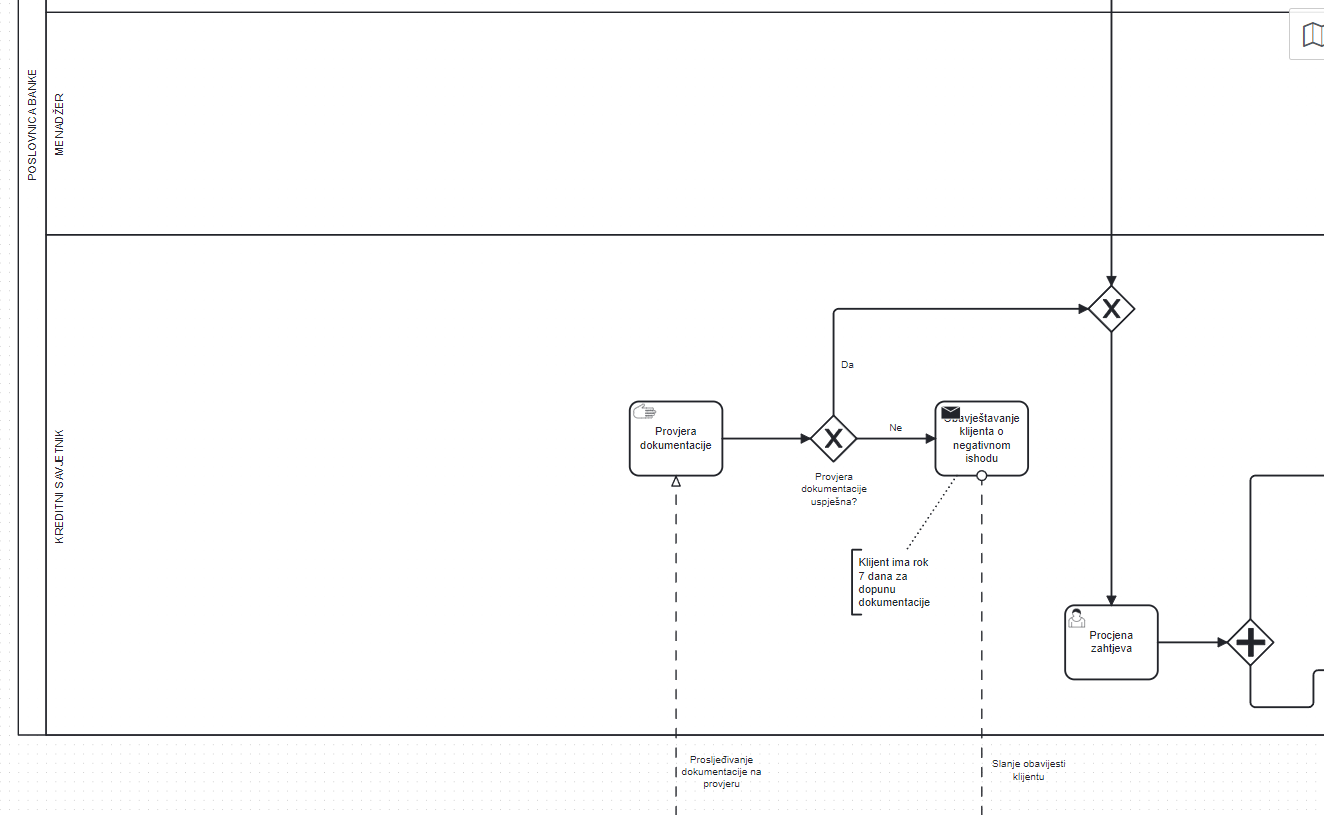 POSLOVNICA BANKE
MENADŽER
KREDITNI SAVJETNIK
Da
Provjera
dokumentacije
Ne
Obavještavanje
klijenta o
negativnom
ishodu
Provjera
dokumentacije
uspješna?
Klijent ima rok
7 dana za
dopunu
dokumentacije
Procjena
zahtjeva
Prosljeđivanje
dokumentacije na
provjeru
Slanje obavijesti
klijentu